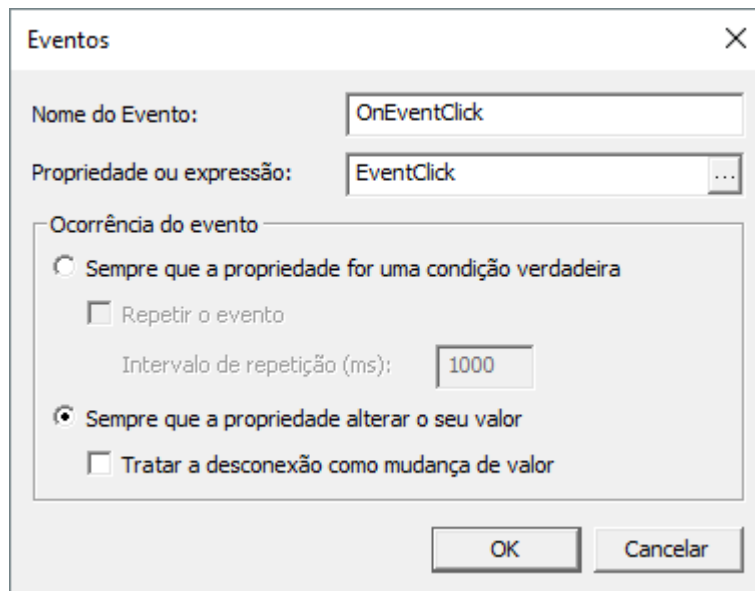 Eventos
Nome do Evento: OnEventClick
Propriedade ou expressão: EventClick ...
Ocorrência do evento
Sempre que a propriedade for uma condição verdadeira
Repetir o evento
Intervalo de repetição (ms): 1000
Sempre que a propriedade alterar o seu valor
Tratar a desconexão como mudança de valor
OK Cancelar